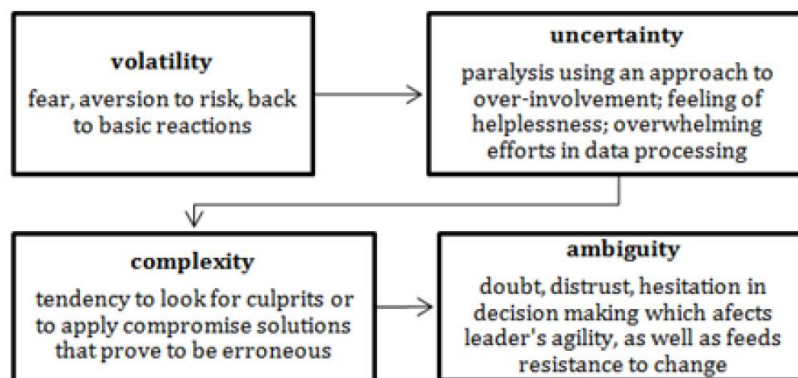 volatility
fear, aversion to risk, back
to basic reactions
uncertainty
paralysis using an approach to
over-involvement; feeling of
helplessness; overwhelming
efforts in data processing
complexity
tendency to look for culprits or
to apply compromise solutions
that prove to be erroneous
ambiguity
doubt, distrust, hesitation in
decision making which afects
leader's agility, as well as feeds
resistance to change